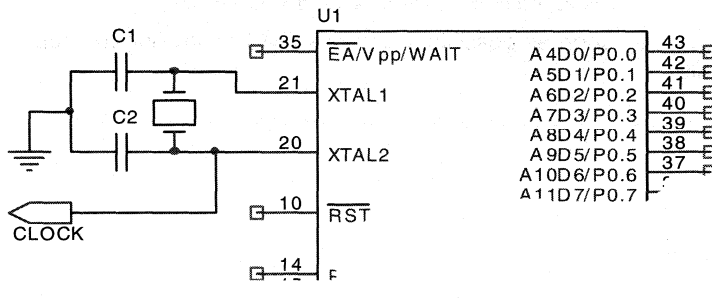 U1
C1
35
EA/Vpp/WAIT
A4D0/P0.0
43
A5D1/P0.1
42
21
XTAL1
A6D2/P0.2
41
A7D3/P0.3
40
C2
A8D4/P0.4
39
20
XTAL2
A9D5/P0.5
38
A10D6/P0.6
37
A11D7/P0.7
10
RST
CLOCK
14